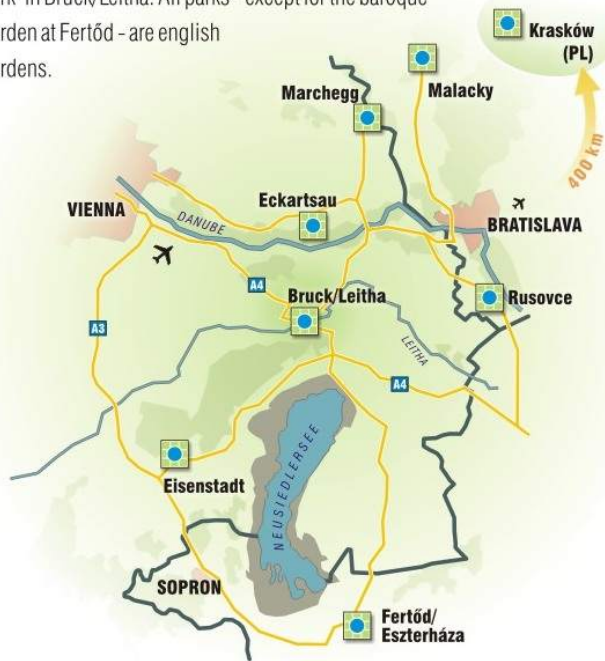 in Bruck/Leitha. All parks - except for the baroque
rden at Fertőd - are english
rdens.
Krasków
(PL)
400 km
Marchegg
Malacky
VIENNA
DANUBE
Eckartsau
BRATISLAVA
A4
Bruck/Leitha
Rusovce
A3
LEITHA
A4
Eisenstadt
NEUSIEDLERSEE
SOPRON
Fertőd/
Eszterháza